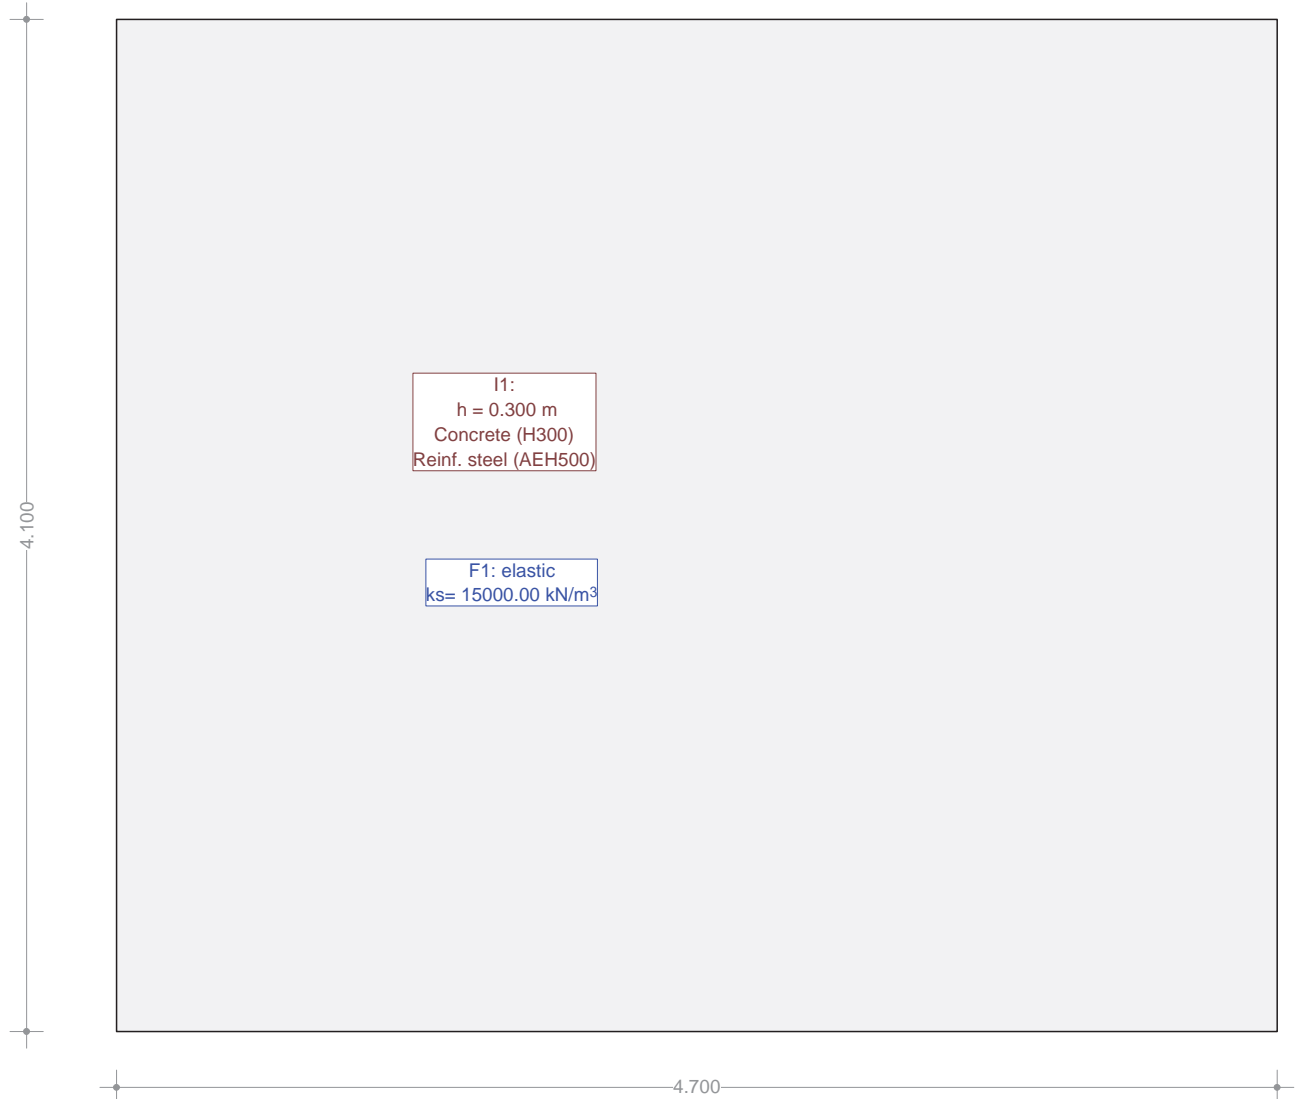 I1:
h = 0.300 m
Concrete (H300)
Reinf. steel (AEH500)
4.100
F1: elastic
ks= 15000.00 kN/m³
4.700